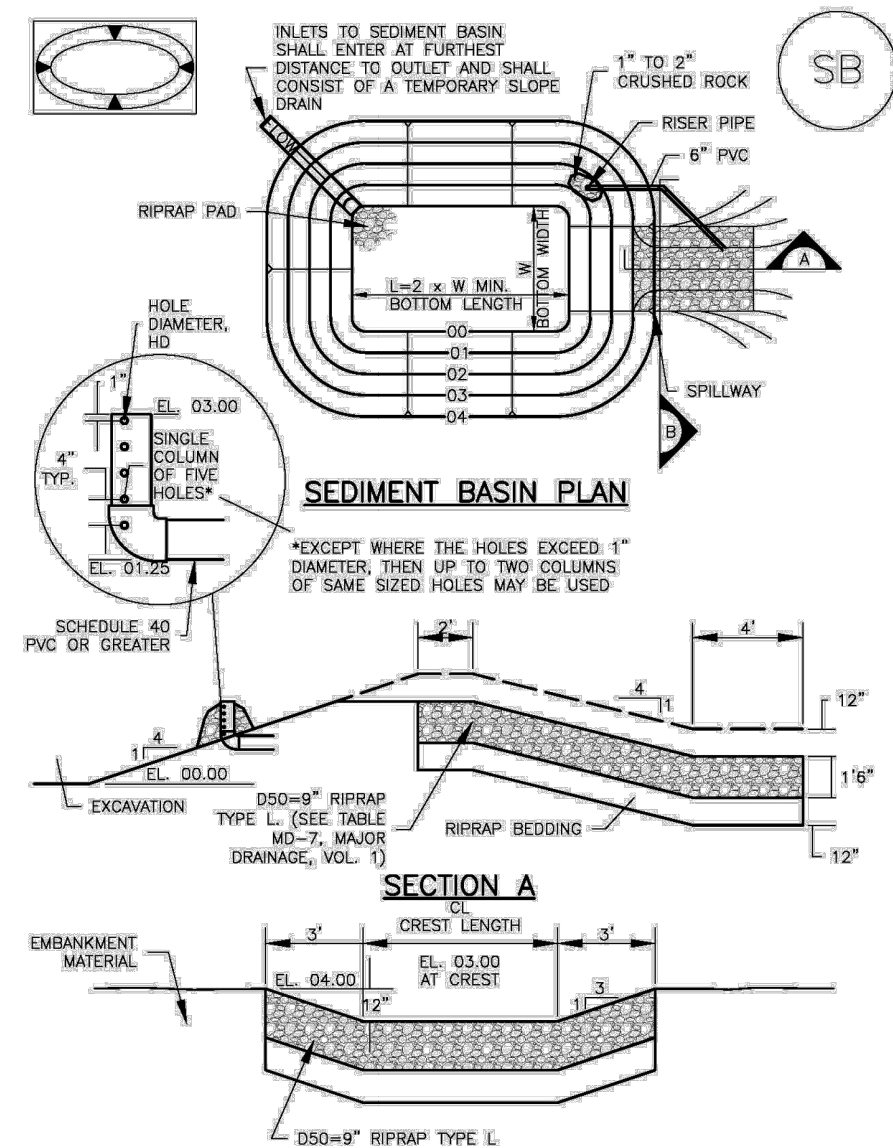 INLETS TO SEDIMENT BASIN
SHALL ENTER AT FURTHEST
DISTANCE TO OUTLET AND SHALL
CONSIST OF A TEMPORARY SLOPE
DRAIN
1" TO 2"
CRUSHED ROCK
SB
RISER PIPE
6" PVC
FLOW
RIPRAP PAD
A
L=2 x W MIN.
BOTTOM LENGTH
W
BOTTOM WIDTH
00
01
02
03
04
SPILLWAY
B
HOLE
DIAMETER,
HD
1"
EL. 03.00
4"
TYP.
SINGLE
COLUMN
OF FIVE
HOLES*
EL. 01.25
SEDIMENT BASIN PLAN
*EXCEPT WHERE THE HOLES EXCEED 1"
DIAMETER, THEN UP TO TWO COLUMNS
OF SAME SIZED HOLES MAY BE USED
SCHEDULE 40
PVC OR GREATER
2'
4'
4
1
12"
4
1
EL. 00.00
EXCAVATION
1'6"
D50=9" RIPRAP
TYPE L. (SEE TABLE
MD-7, MAJOR
DRAINAGE, VOL. 1)
RIPRAP BEDDING
12"
SECTION A
CL
CREST LENGTH
3'
3'
EMBANKMENT
MATERIAL
EL. 04.00
EL. 03.00
AT CREST
12"
3
1
D50=9" RIPRAP TYPE L